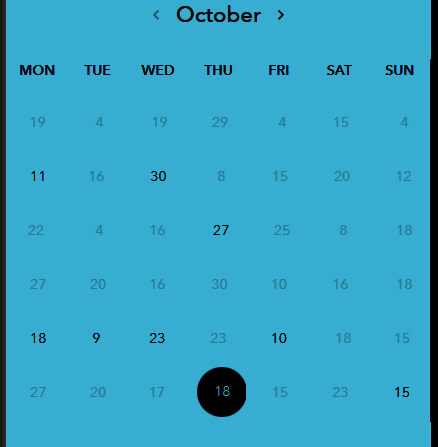 ‹ October ›
MON TUE WED THU FRI SAT SUN
19 4 19 29 4 15 4
11 16 30 8 15 20 12
22 4 16 27 25 8 18
27 20 16 30 10 16 18
18 9 23 23 10 18 15
27 20 17 18 15 23 15